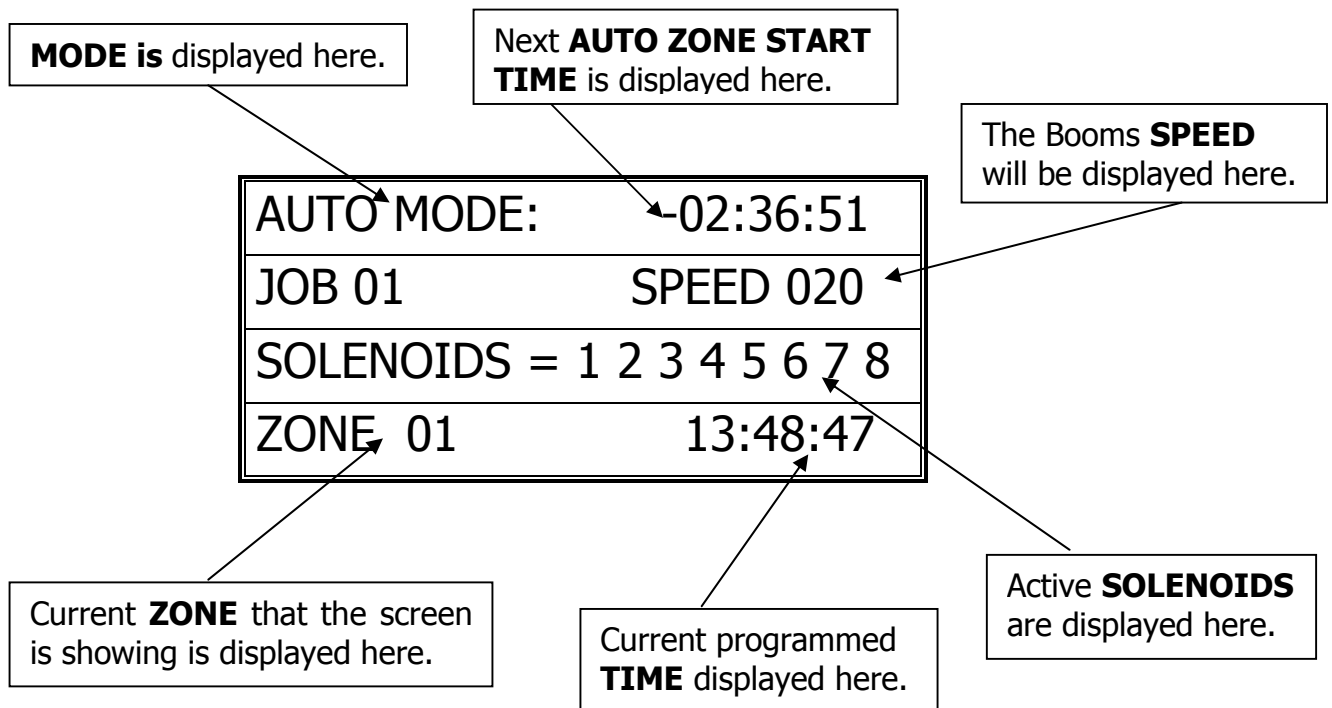 MODE is displayed here.
Next AUTO ZONE START
TIME is displayed here.
The Booms SPEED
will be displayed here.
AUTO MODE: -02:36:51
JOB 01 SPEED 020
SOLENOIDS = 1 2 3 4 5 6 7 8
ZONE 01 13:48:47
Current ZONE that the screen
is showing is displayed here.
Current programmed
TIME displayed here.
Active SOLENOIDS
are displayed here.